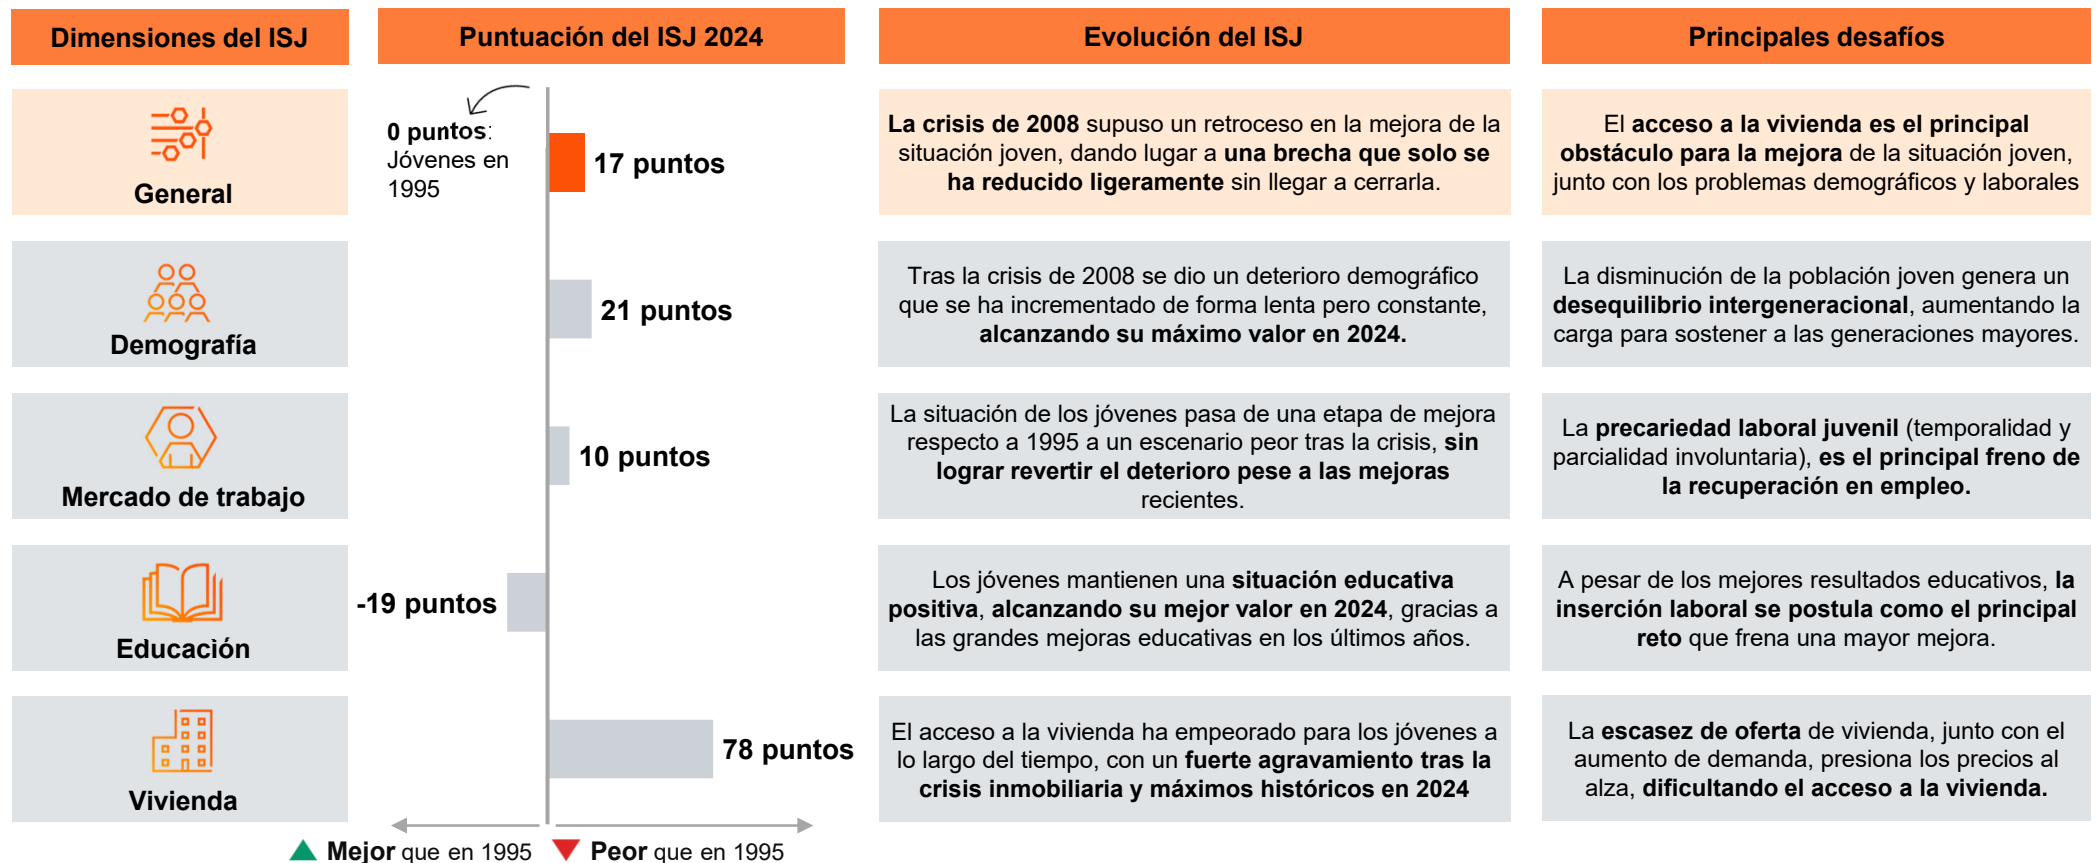 Dimensiones del ISJ
Puntuación del ISJ 2024
Evolución del ISJ
Principales desafíos
General
0 puntos:
Jóvenes en
1995
17 puntos
La crisis de 2008 supuso un retroceso en la mejora de la
situación joven, dando lugar a una brecha que solo se
ha reducido ligeramente sin llegar a cerrarla.
El acceso a la vivienda es el principal
obstáculo para la mejora de la situación joven,
junto con los problemas demográficos y laborales
Demografía
21 puntos
Tras la crisis de 2008 se dio un deterioro demográfico
que se ha incrementado de forma lenta pero constante,
alcanzando su máximo valor en 2024.
La disminución de la población joven genera un
desequilibrio intergeneracional, aumentando la
carga para sostener a las generaciones mayores.
Mercado de trabajo
10 puntos
La situación de los jóvenes pasa de una etapa de mejora
respecto a 1995 a un escenario peor tras la crisis, sin
lograr revertir el deterioro pese a las mejoras
recientes.
La precariedad laboral juvenil (temporalidad y
parcialidad involuntaria), es el principal freno de
la recuperación en empleo.
Educación
-19 puntos
Los jóvenes mantienen una situación educativa
positiva, alcanzando su mejor valor en 2024, gracias a
las grandes mejoras educativas en los últimos años.
A pesar de los mejores resultados educativos, la
inserción laboral se postula como el principal
reto que frena una mayor mejora.
Vivienda
78 puntos
El acceso a la vivienda ha empeorado para los jóvenes a
lo largo del tiempo, con un fuerte agravamiento tras la
crisis inmobiliaria y máximos históricos en 2024
La escasez de oferta de vivienda, junto con el
aumento de demanda, presiona los precios al
alza, dificultando el acceso a la vivienda.
Mejor que en 1995
Peor que en 1995